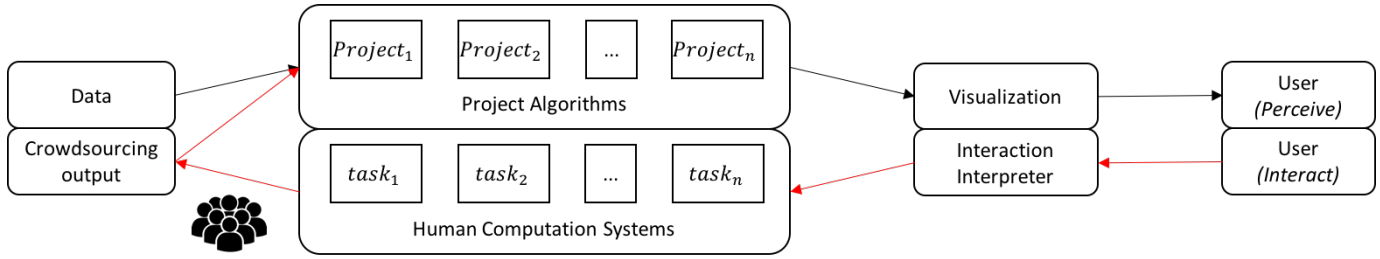 Data
Crowdsourcing
output
Project₁
Project₂
...
Projectₙ
Project Algorithms
task₁
task₂
...
taskₙ
Human Computation Systems
Visualization
Interaction
Interpreter
User
(Perceive)
User
(Interact)